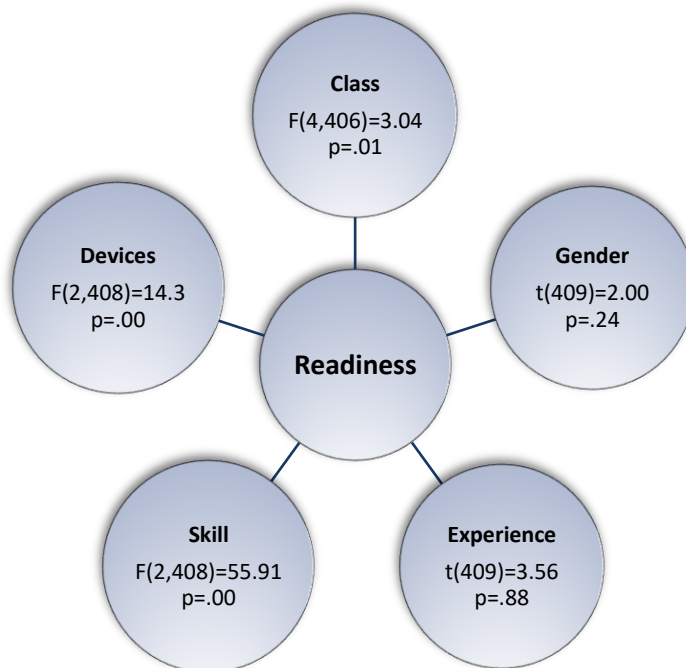 Class
F(4,406)=3.04
p=.01
Devices
F(2,408)=14.3
p=.00
Gender
t(409)=2.00
p=.24
Readiness
Skill
F(2,408)=55.91
p=.00
Experience
t(409)=3.56
p=.88